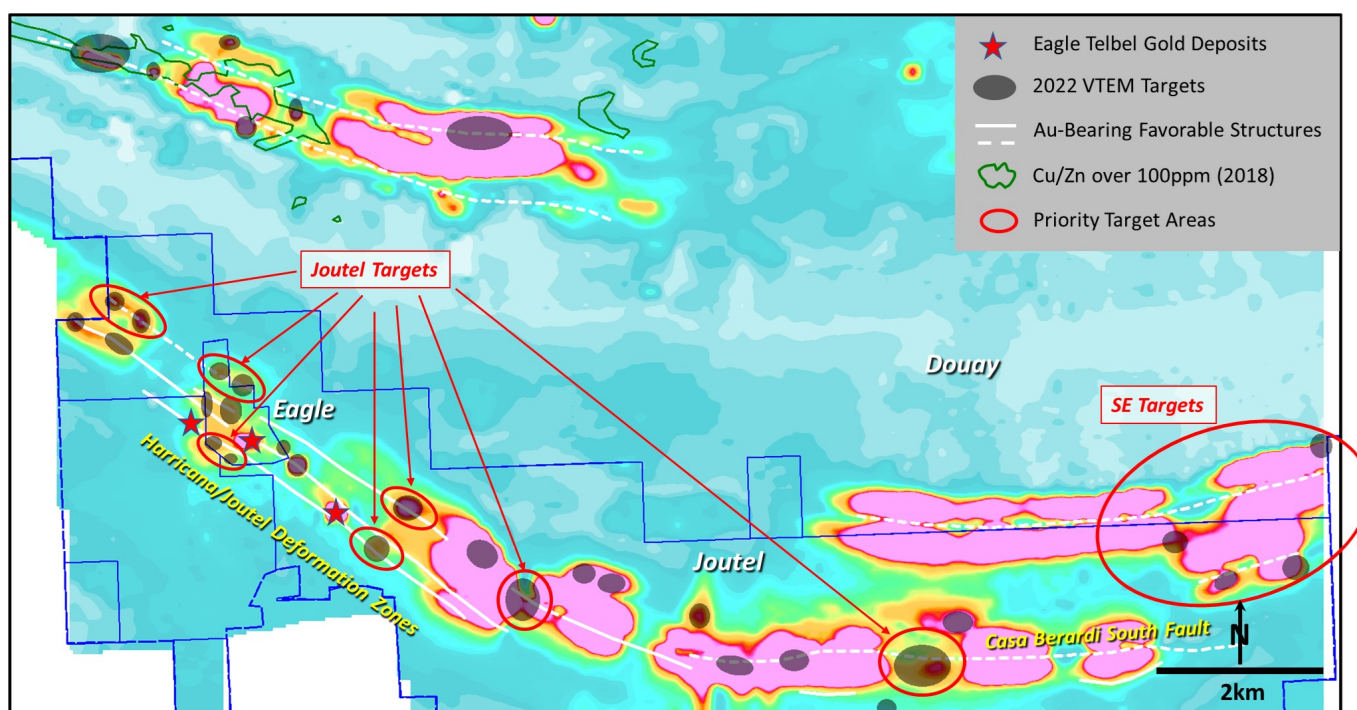 Eagle Telbel Gold Deposits
2022 VTEM Targets
Au-Bearing Favorable Structures
Cu/Zn over 100ppm (2018)
Priority Target Areas
Joutel Targets
Douay
SE Targets
Eagle
Harricana/Joutel Deformation Zones
Joutel
Casa Berardi South Fault
N
2km